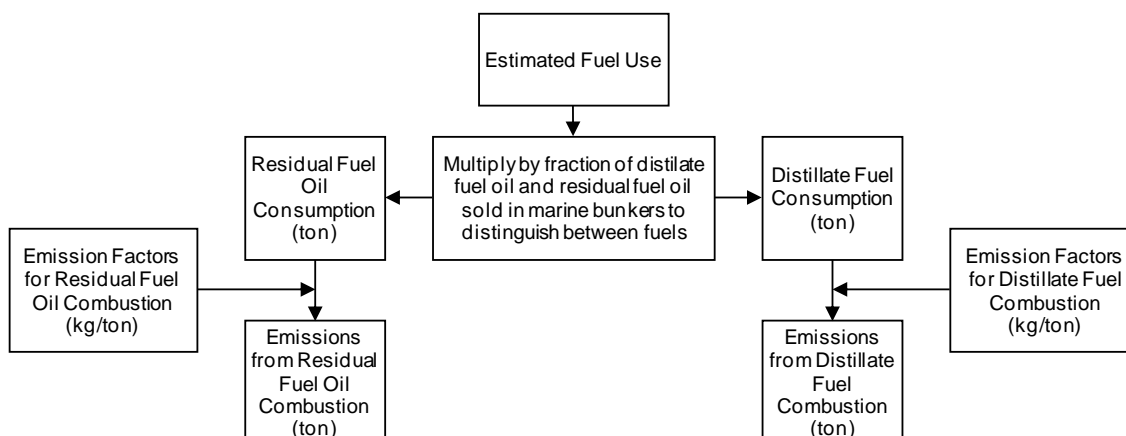 Estimated Fuel Use
Residual Fuel
Oil
Consumption
(ton)
Multiply by fraction of distilate
fuel oil and residual fuel oil
sold in marine bunkers to
distinguish between fuels
Distillate Fuel
Consumption
(ton)
Emission Factors
for Residual Fuel
Oil Combustion
(kg/ton)
Emission Factors
for Distillate Fuel
Combustion
(kg/ton)
Emissions
from Residual
Fuel Oil
Combustion
(ton)
Emissions
from Distillate
Fuel
Combustion
(ton)